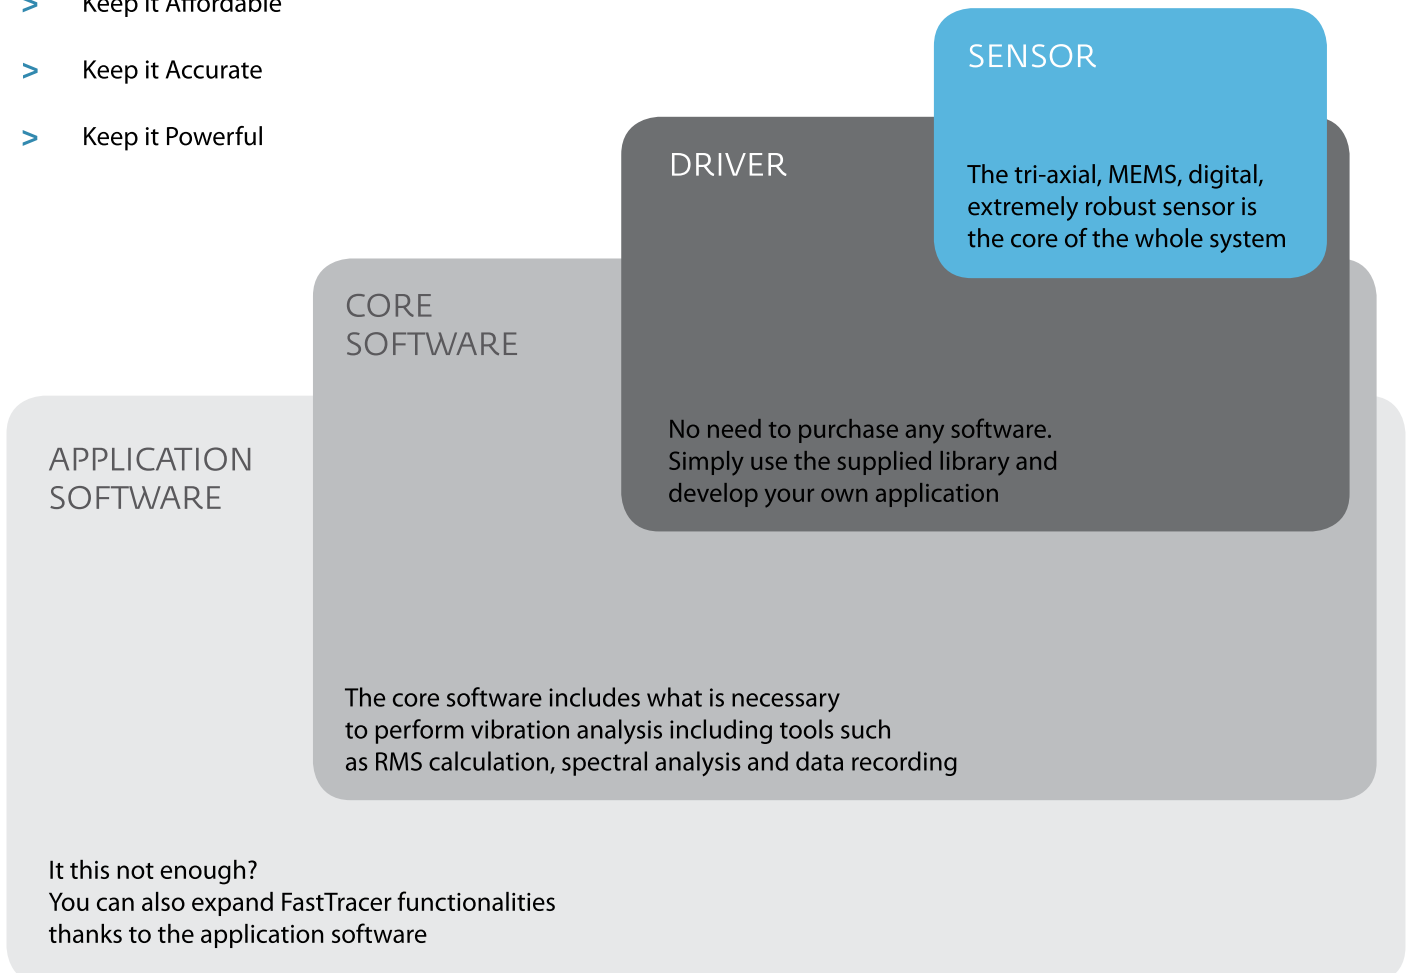 > Keep it Affordable
> Keep it Accurate
> Keep it Powerful
SENSOR
The tri-axial, MEMS, digital,
extremely robust sensor is
the core of the whole system
DRIVER
No need to purchase any software.
Simply use the supplied library and
develop your own application
CORE
SOFTWARE
The core software includes what is necessary
to perform vibration analysis including tools such
as RMS calculation, spectral analysis and data recording
APPLICATION
SOFTWARE
It this not enough?
You can also expand FastTracer functionalities
thanks to the application software